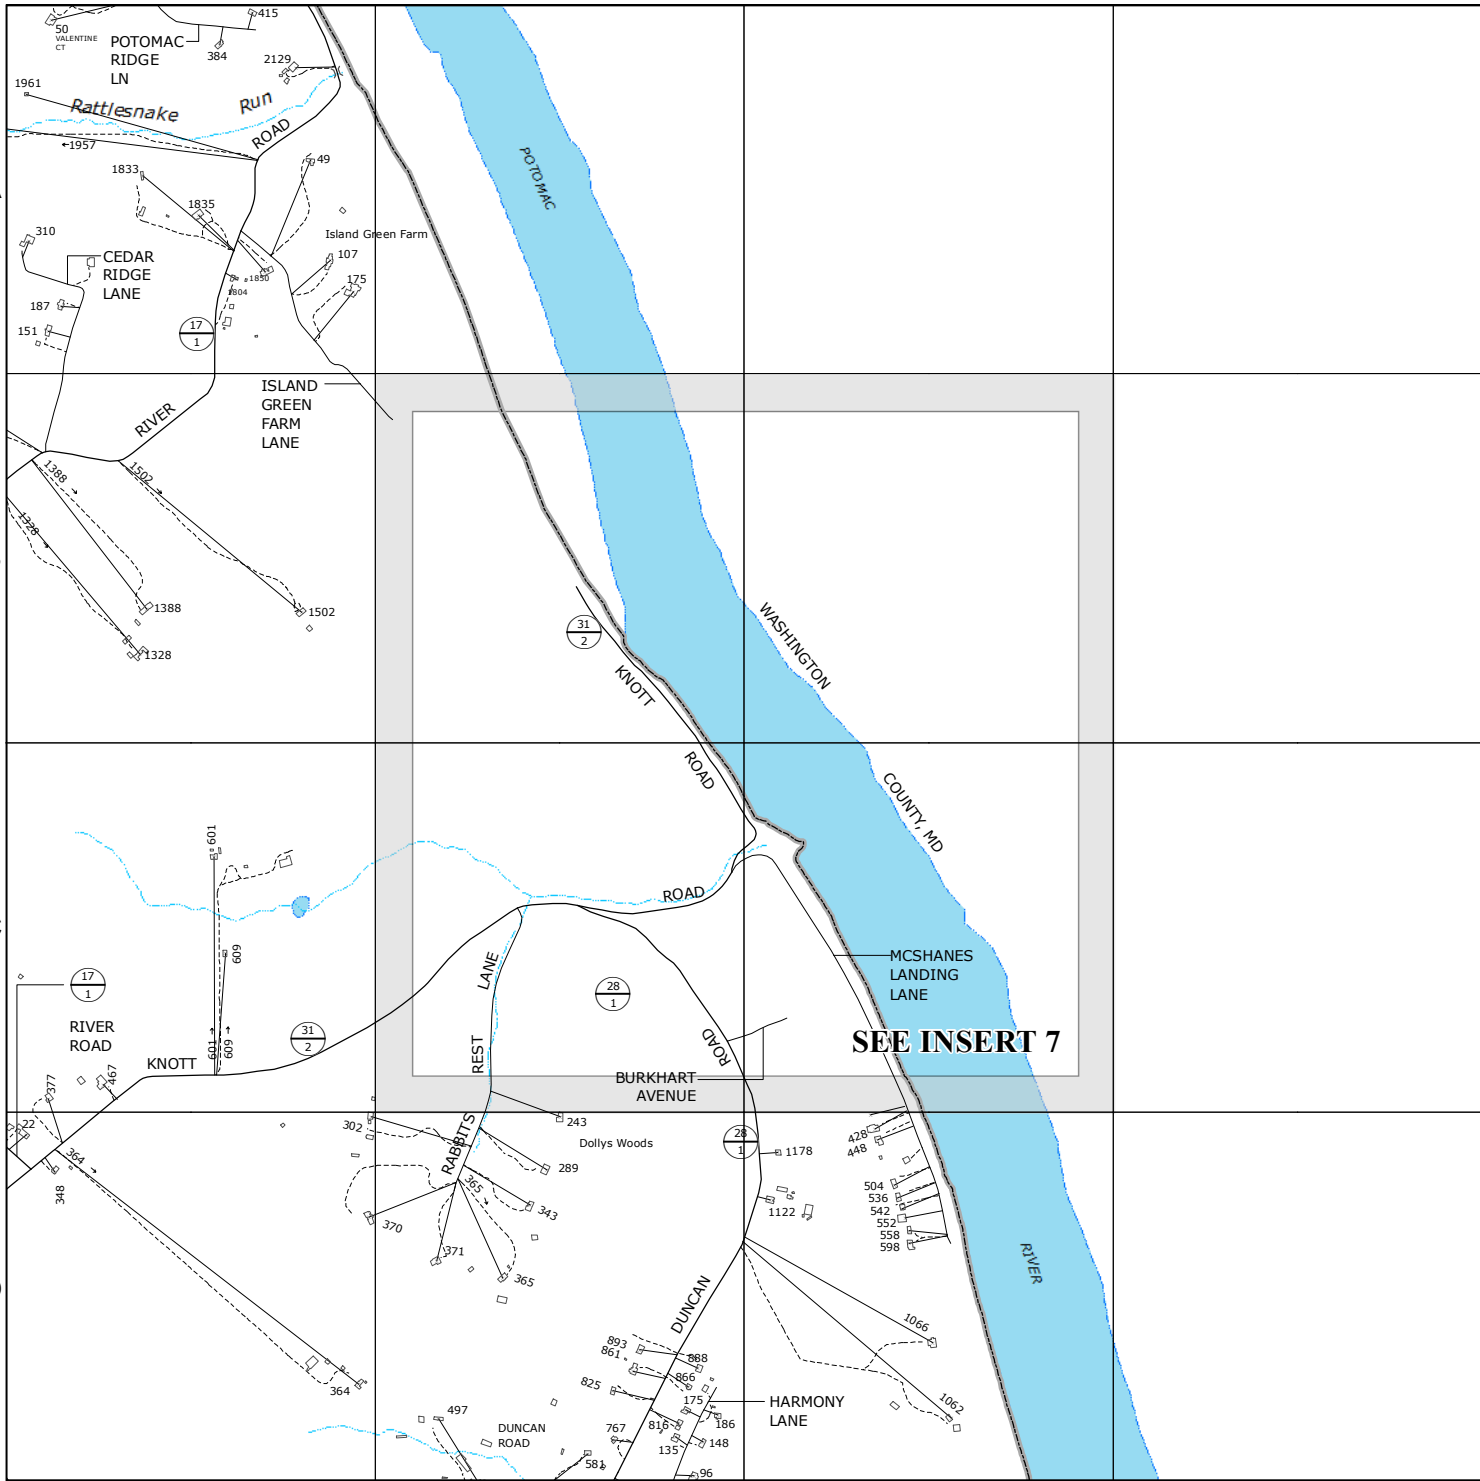 50
VALENTINE
CT
POTOMAC
RIDGE
LN
415
384
2129
1961
Rattlesnake
Run
ROAD
←1957
1833
1835
49
Island Green Farm
107
175
1850
1804
310
CEDAR
RIDGE
LANE
187
151
17
1
ISLAND
GREEN
FARM
LANE
RIVER
1388
1502
1328
1388
1502
1328
POTOMAC
31
2
KNOTT
ROAD
WASHINGTON
COUNTY, MD
601
609
601
609
17
1
RIVER
ROAD
31
2
KNOTT
ROAD
LANE
REST
RABBITS
28
1
ROAD
BURKHART
AVENUE
MCSHANES
LANDING
LANE
SEE INSERT 7
377
467
22
364
348
302
243
Dollys Woods
289
343
365
370
371
365
364
28
1
1178
1122
428
448
504
536
542
552
558
598
RIVER
DUNCAN
1066
1062
893
861
888
866
825
175
HARMONY
LANE
816
186
767
135
148
497
DUNCAN
ROAD
581
96